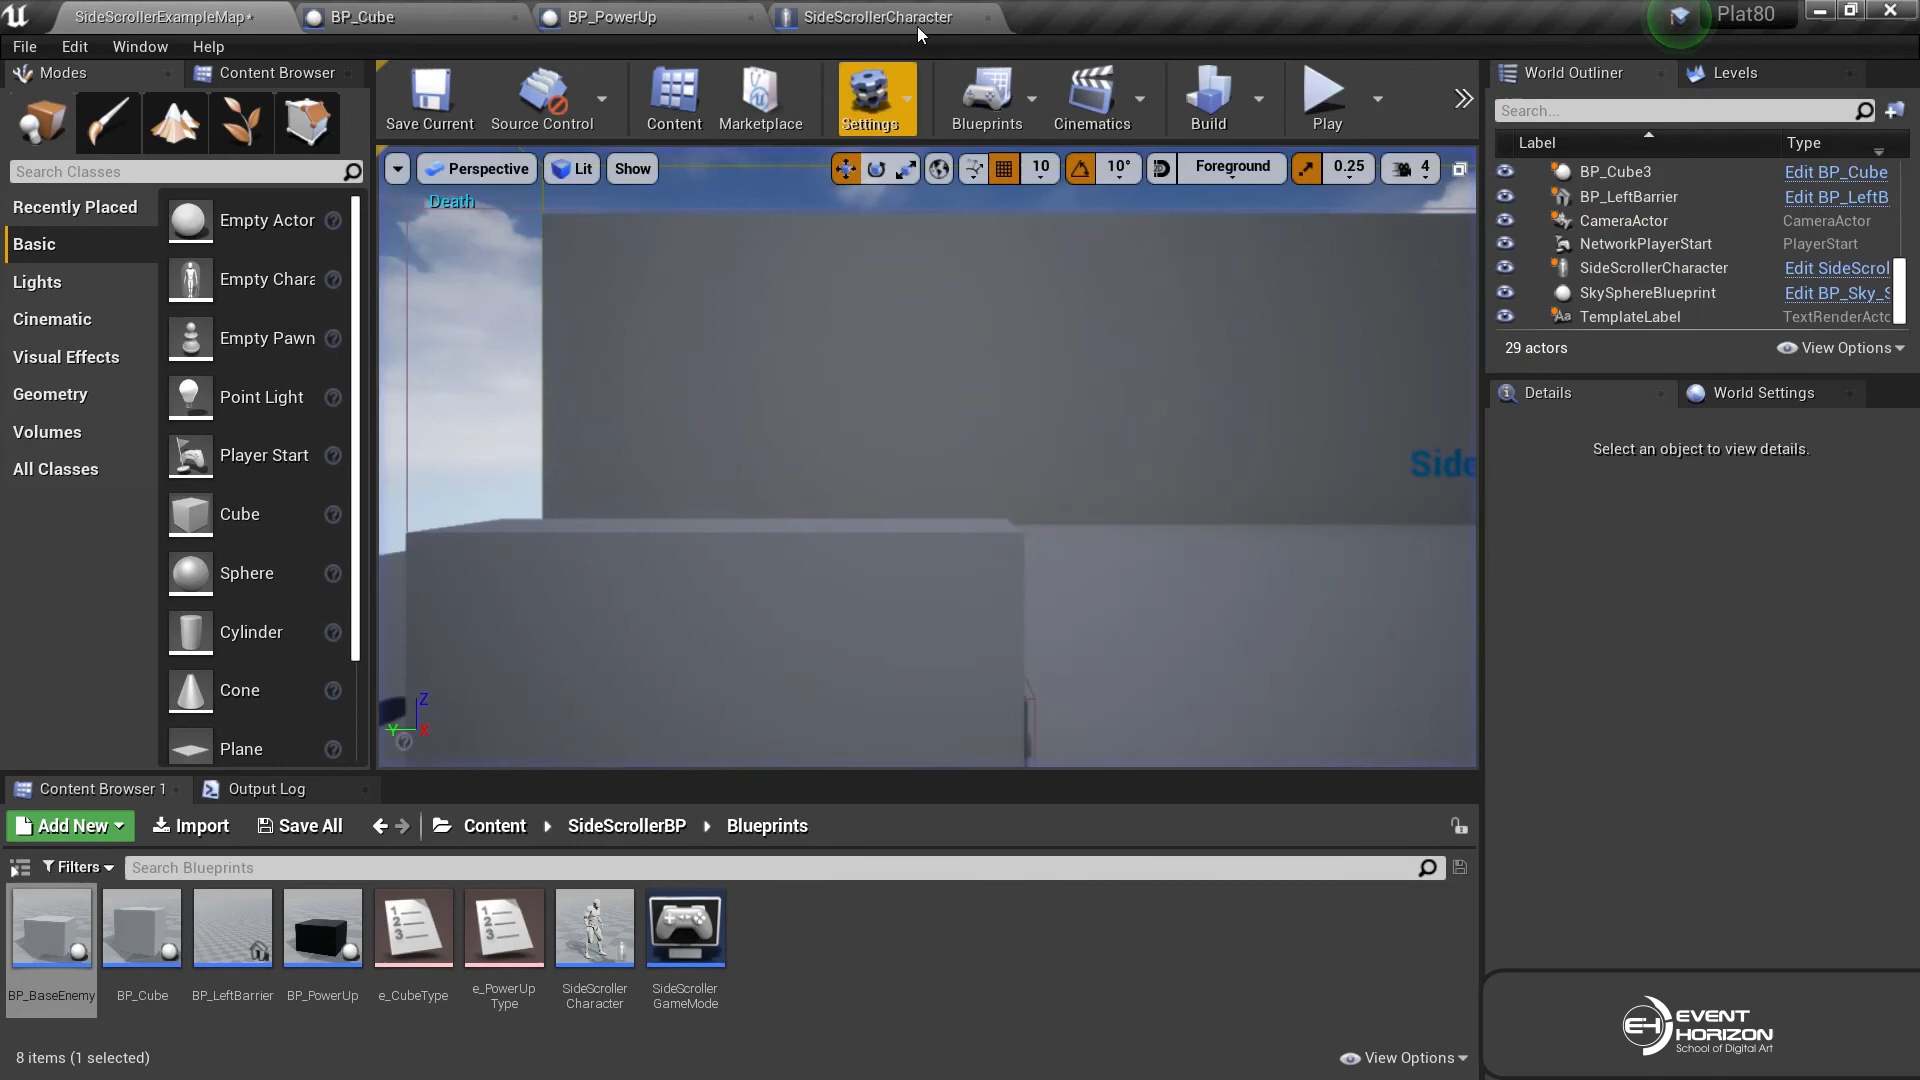 SideScrollerExampleMap*
BP_Cube
BP_PowerUp
SideScrollerCharacter
Plat80
File
Edit
Window
Help
Modes
Content Browser
Save Current
Source Control
Content
Marketplace
Settings
Blueprints
Cinematics
Build
Play
World Outliner
Levels
Search...
Label
Type
BP_Cube3
Edit BP_Cube
BP_LeftBarrier
Edit BP_LeftB
CameraActor
CameraActor
NetworkPlayerStart
PlayerStart
SideScrollerCharacter
Edit SideScrol
SkySphereBlueprint
Edit BP_Sky_S
TemplateLabel
TextRenderActo
29 actors
View Options
Details
World Settings
Select an object to view details.
Search Classes
Recently Placed
Basic
Lights
Cinematic
Visual Effects
Geometry
Volumes
All Classes
Empty Actor
Empty Chara
Empty Pawn
Point Light
Player Start
Cube
Sphere
Cylinder
Cone
Plane
Perspective
Lit
Show
10
10°
Foreground
0.25
4
Death
Side
Z
Y
X
Content Browser 1
Output Log
Add New
Import
Save All
Content
SideScrollerBP
Blueprints
Filters
Search Blueprints
BP_BaseEnemy
BP_Cube
BP_LeftBarrier
BP_PowerUp
e_CubeType
e_PowerUp
Type
SideScroller
Character
SideScroller
GameMode
8 items (1 selected)
View Options
EH
EVENT
HORIZON
School of Digital Art